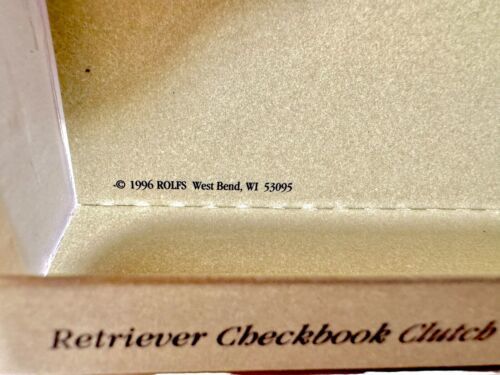 © 1996 ROLFS West Bend, WI 53095
Retriever Checkbook Clutch